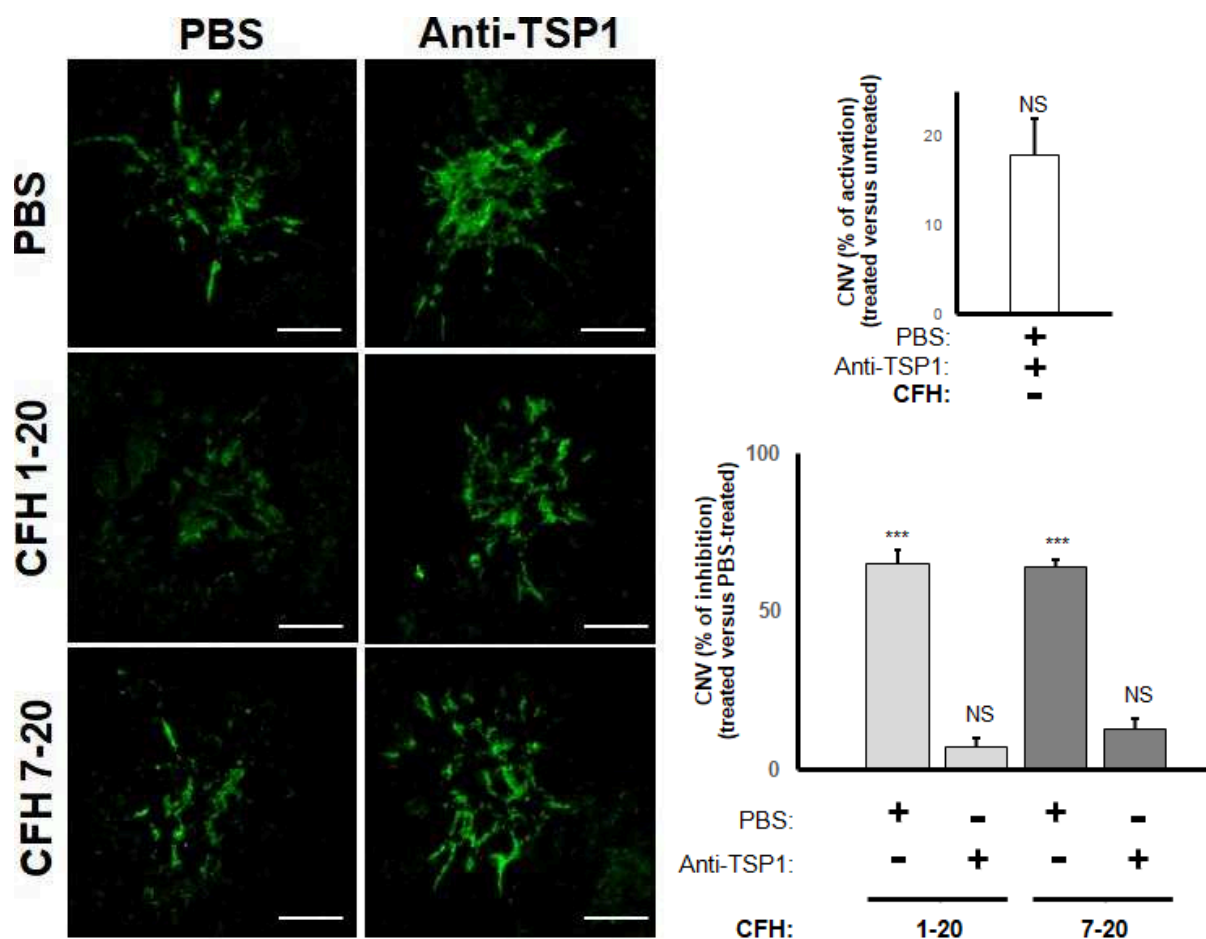 PBS Anti-TSP1
PBS
CFH 1-20
CFH 7-20
CNV (% of activation)
(treated versus untreated)
20
10
0
NS
PBS: +
Anti-TSP1: +
CFH: -
CNV (% of inhibition)
(treated versus PBS-treated)
100
50
0
*** NS *** NS
PBS: + - + -
Anti-TSP1: - + - +
CFH: 1-20 7-20